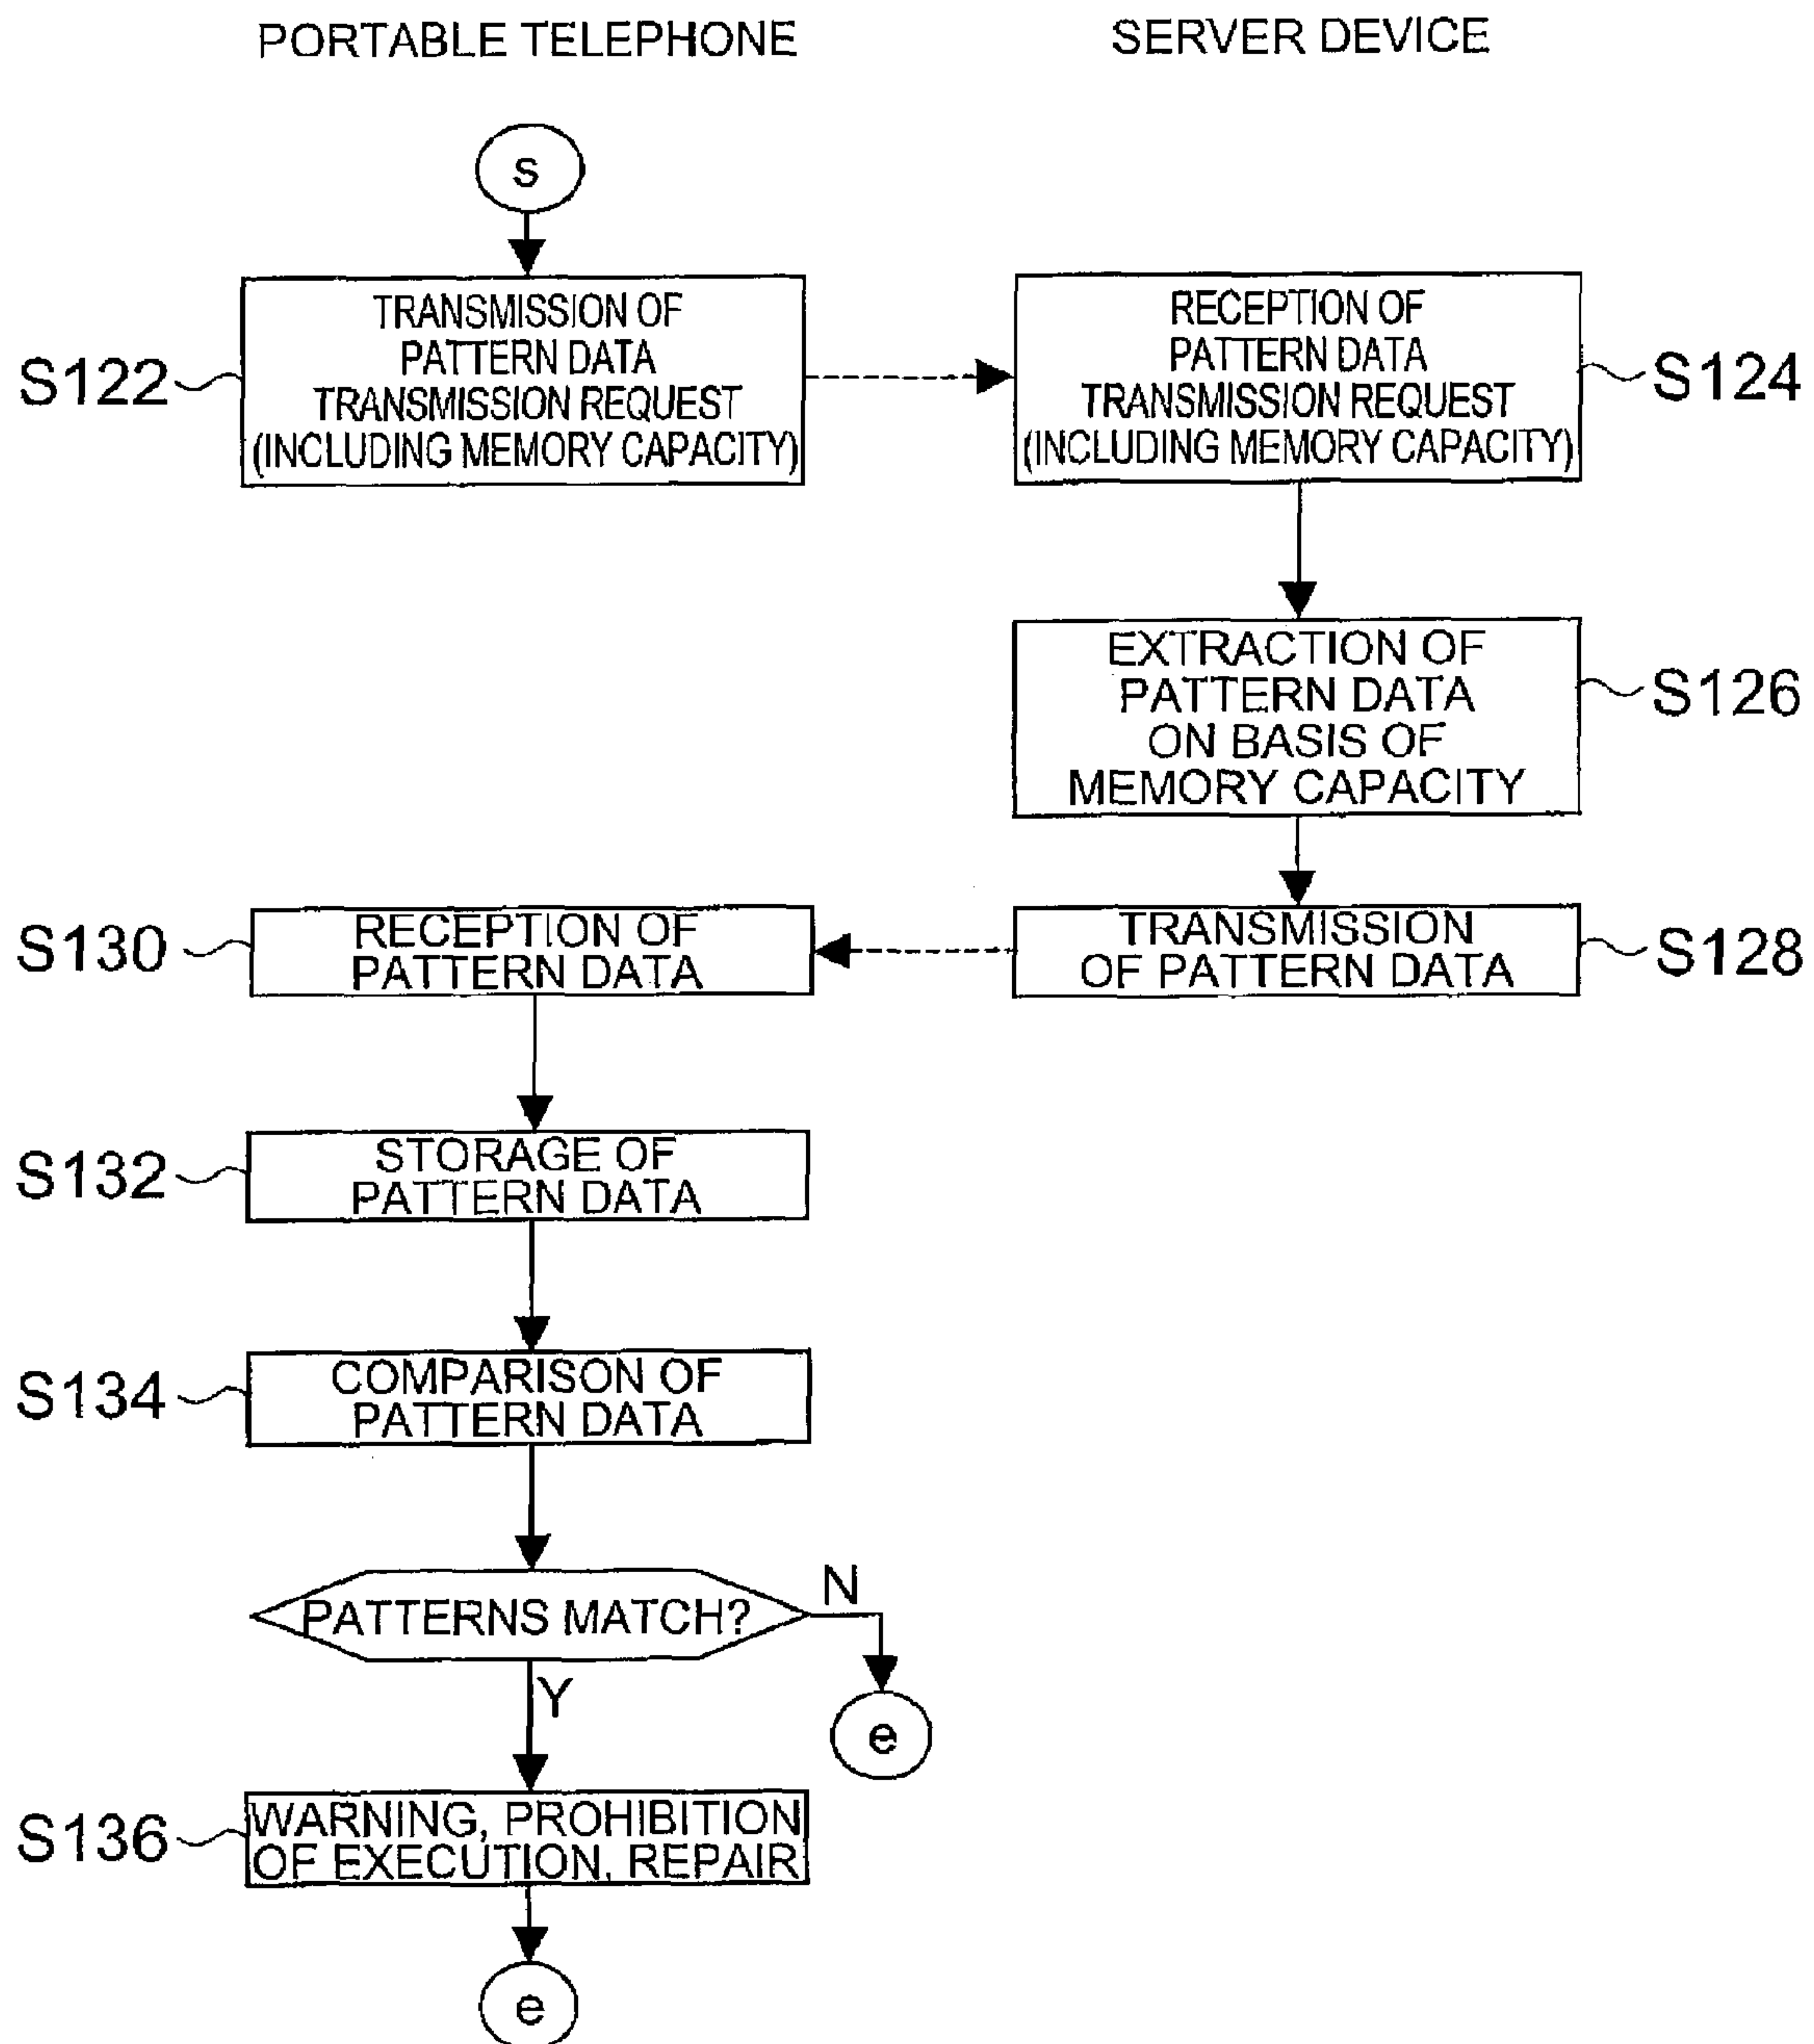 PORTABLE TELEPHONE
SERVER DEVICE
s
S122
TRANSMISSION OF
PATTERN DATA
TRANSMISSION REQUEST
(INCLUDING MEMORY CAPACITY)
RECEPTION OF
PATTERN DATA
TRANSMISSION REQUEST
(INCLUDING MEMORY CAPACITY)
S124
EXTRACTION OF
PATTERN DATA
ON BASIS OF
MEMORY CAPACITY
S126
S130
RECEPTION OF
PATTERN DATA
TRANSMISSION
OF PATTERN DATA
S128
S132
STORAGE OF
PATTERN DATA
S134
COMPARISON OF
PATTERN DATA
PATTERNS MATCH?
N
Y
e
S136
WARNING, PROHIBITION
OF EXECUTION, REPAIR
e